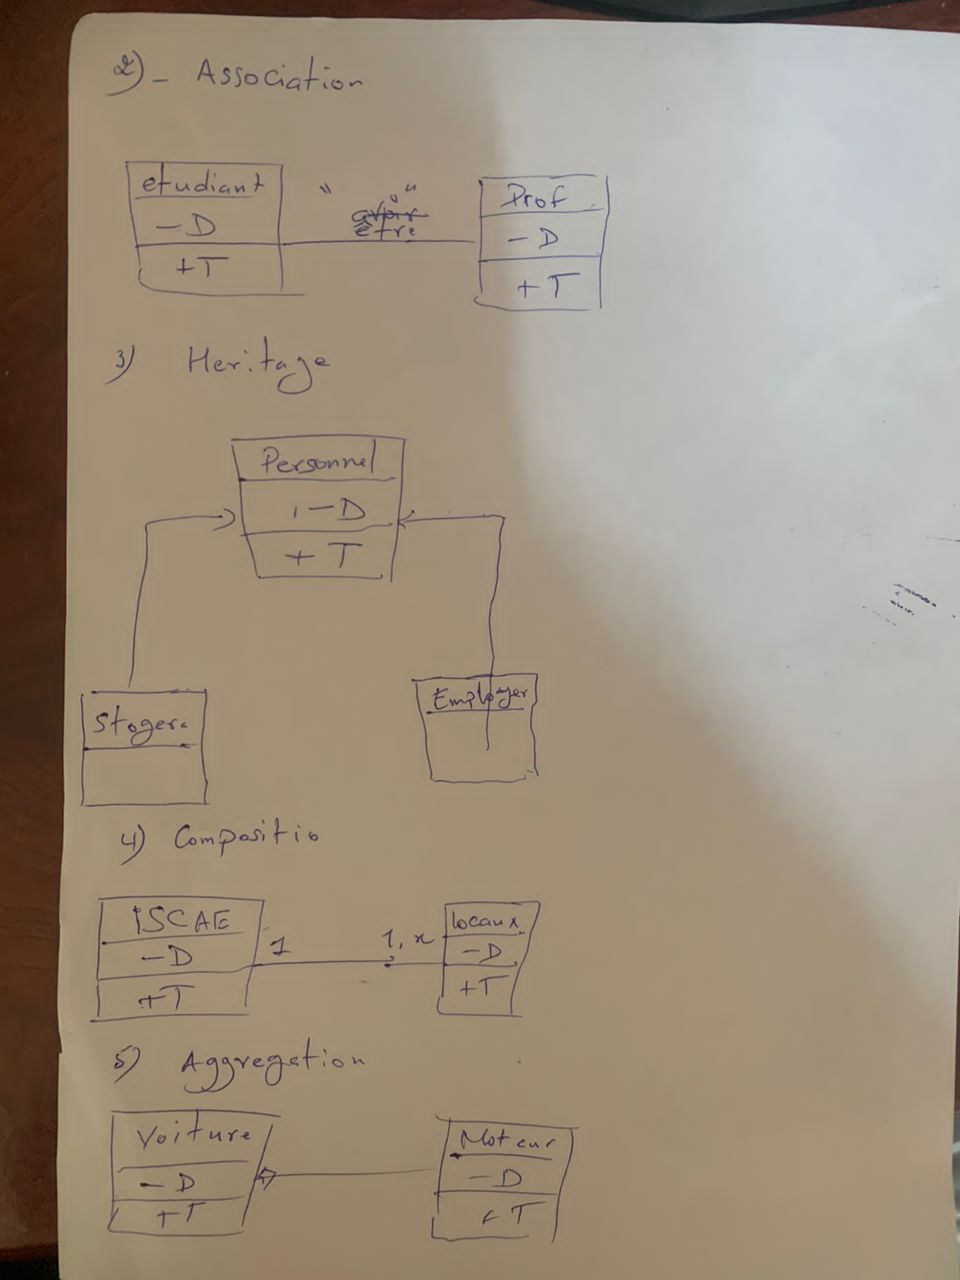 2)- Association
etudiant
- D
+T
" "
avoir
être
Prof
- D
+ T
3) Heritage
Personnel
- D
+ T
Employer
4) Compositio
ISCAE
- D
+T
1
1, n
locaux
- D
+T
5) Aggregation
Voiture
- D
+T
Moteur
- D
+ T